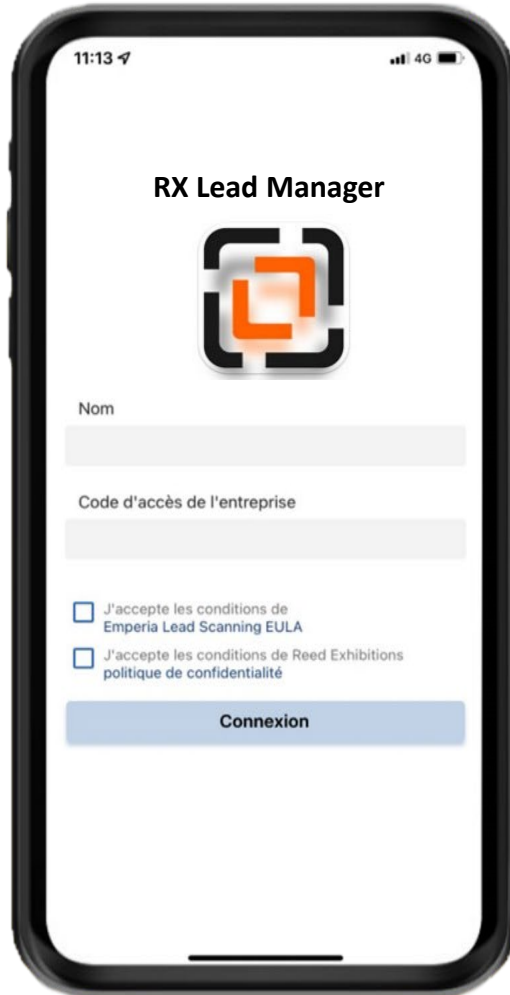 11:13
4G
RX Lead Manager
Nom
Code d'accès de l'entreprise
J'accepte les conditions de
Emperia Lead Scanning EULA
J'accepte les conditions de Reed Exhibitions
politique de confidentialité
Connexion